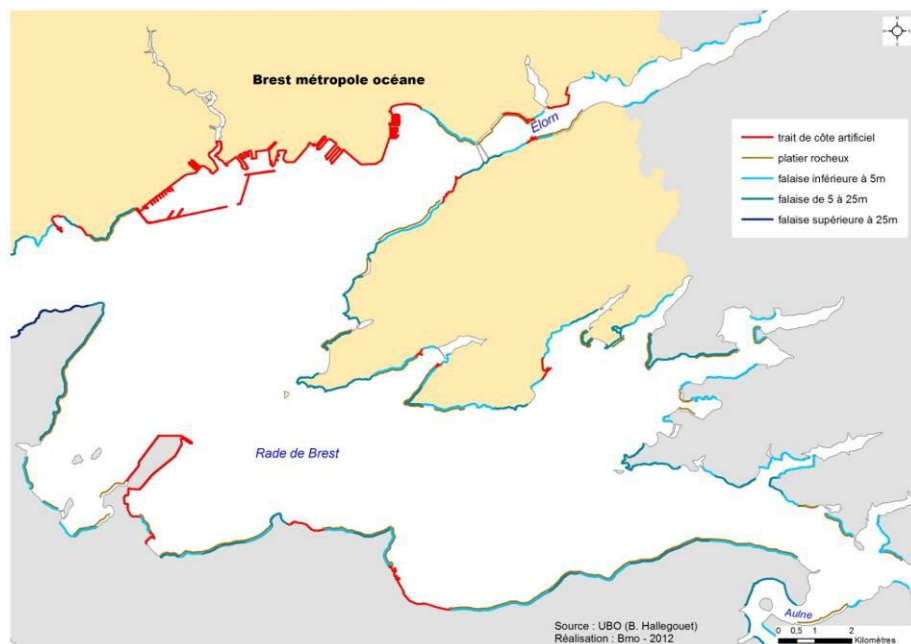 Brest métropole océane
Elorn
trait de côte artificiel
platier rocheux
falaise inférieure à 5m
falaise de 5 à 25m
falaise supérieure à 25m
Rade de Brest
Aulne
Source : UBO (B. Hallegouet)
Réalisation : Bmo - 2012
0 0,5 1 2
Kilomètres